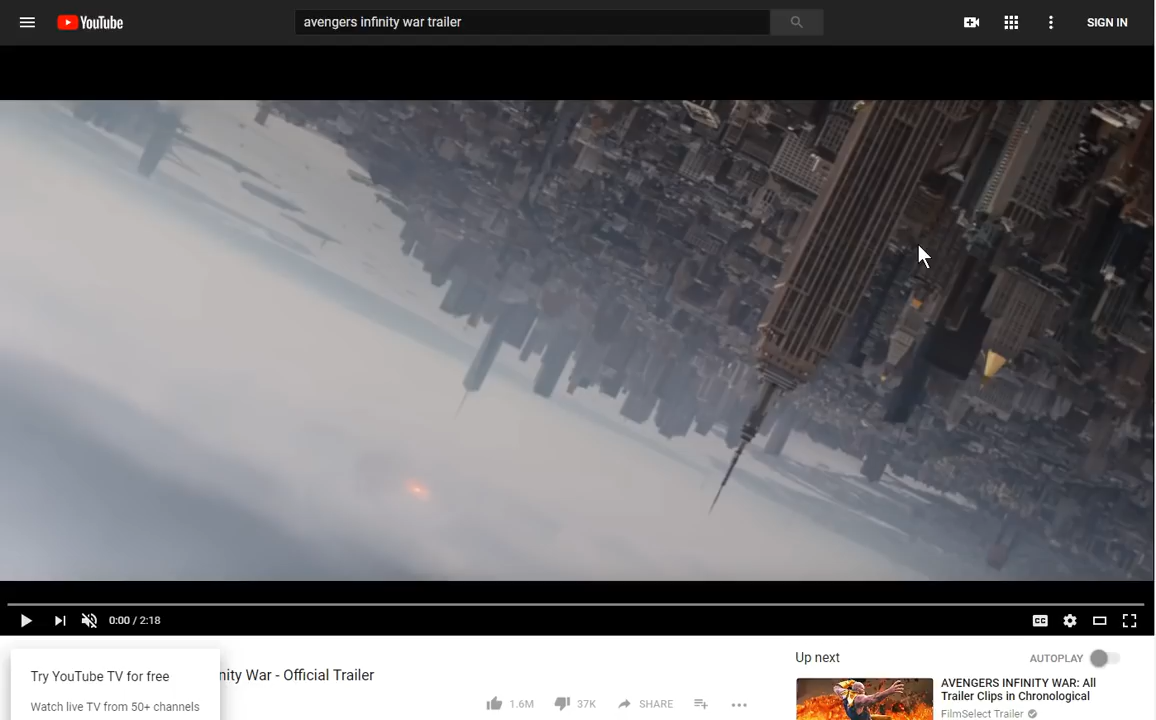 YouTube
avengers infinity war trailer
SIGN IN
0:00 / 2:18
CC
Try YouTube TV for free
Watch live TV from 50+ channels
nity War - Official Trailer
1.6M
37K
SHARE
Up next
AUTOPLAY
AVENGERS INFINITY WAR: All
Trailer Clips in Chronological
FilmSelect Trailer